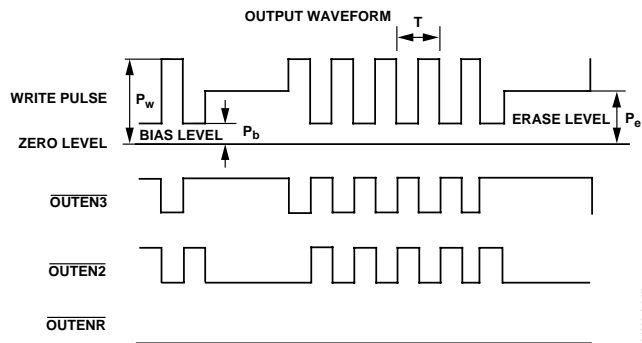 OUTPUT WAVEFORM
T
WRITE PULSE
Pw
BIAS LEVEL
Pb
ERASE LEVEL
Pe
ZERO LEVEL
OUTEN3
OUTEN2
OUTENR